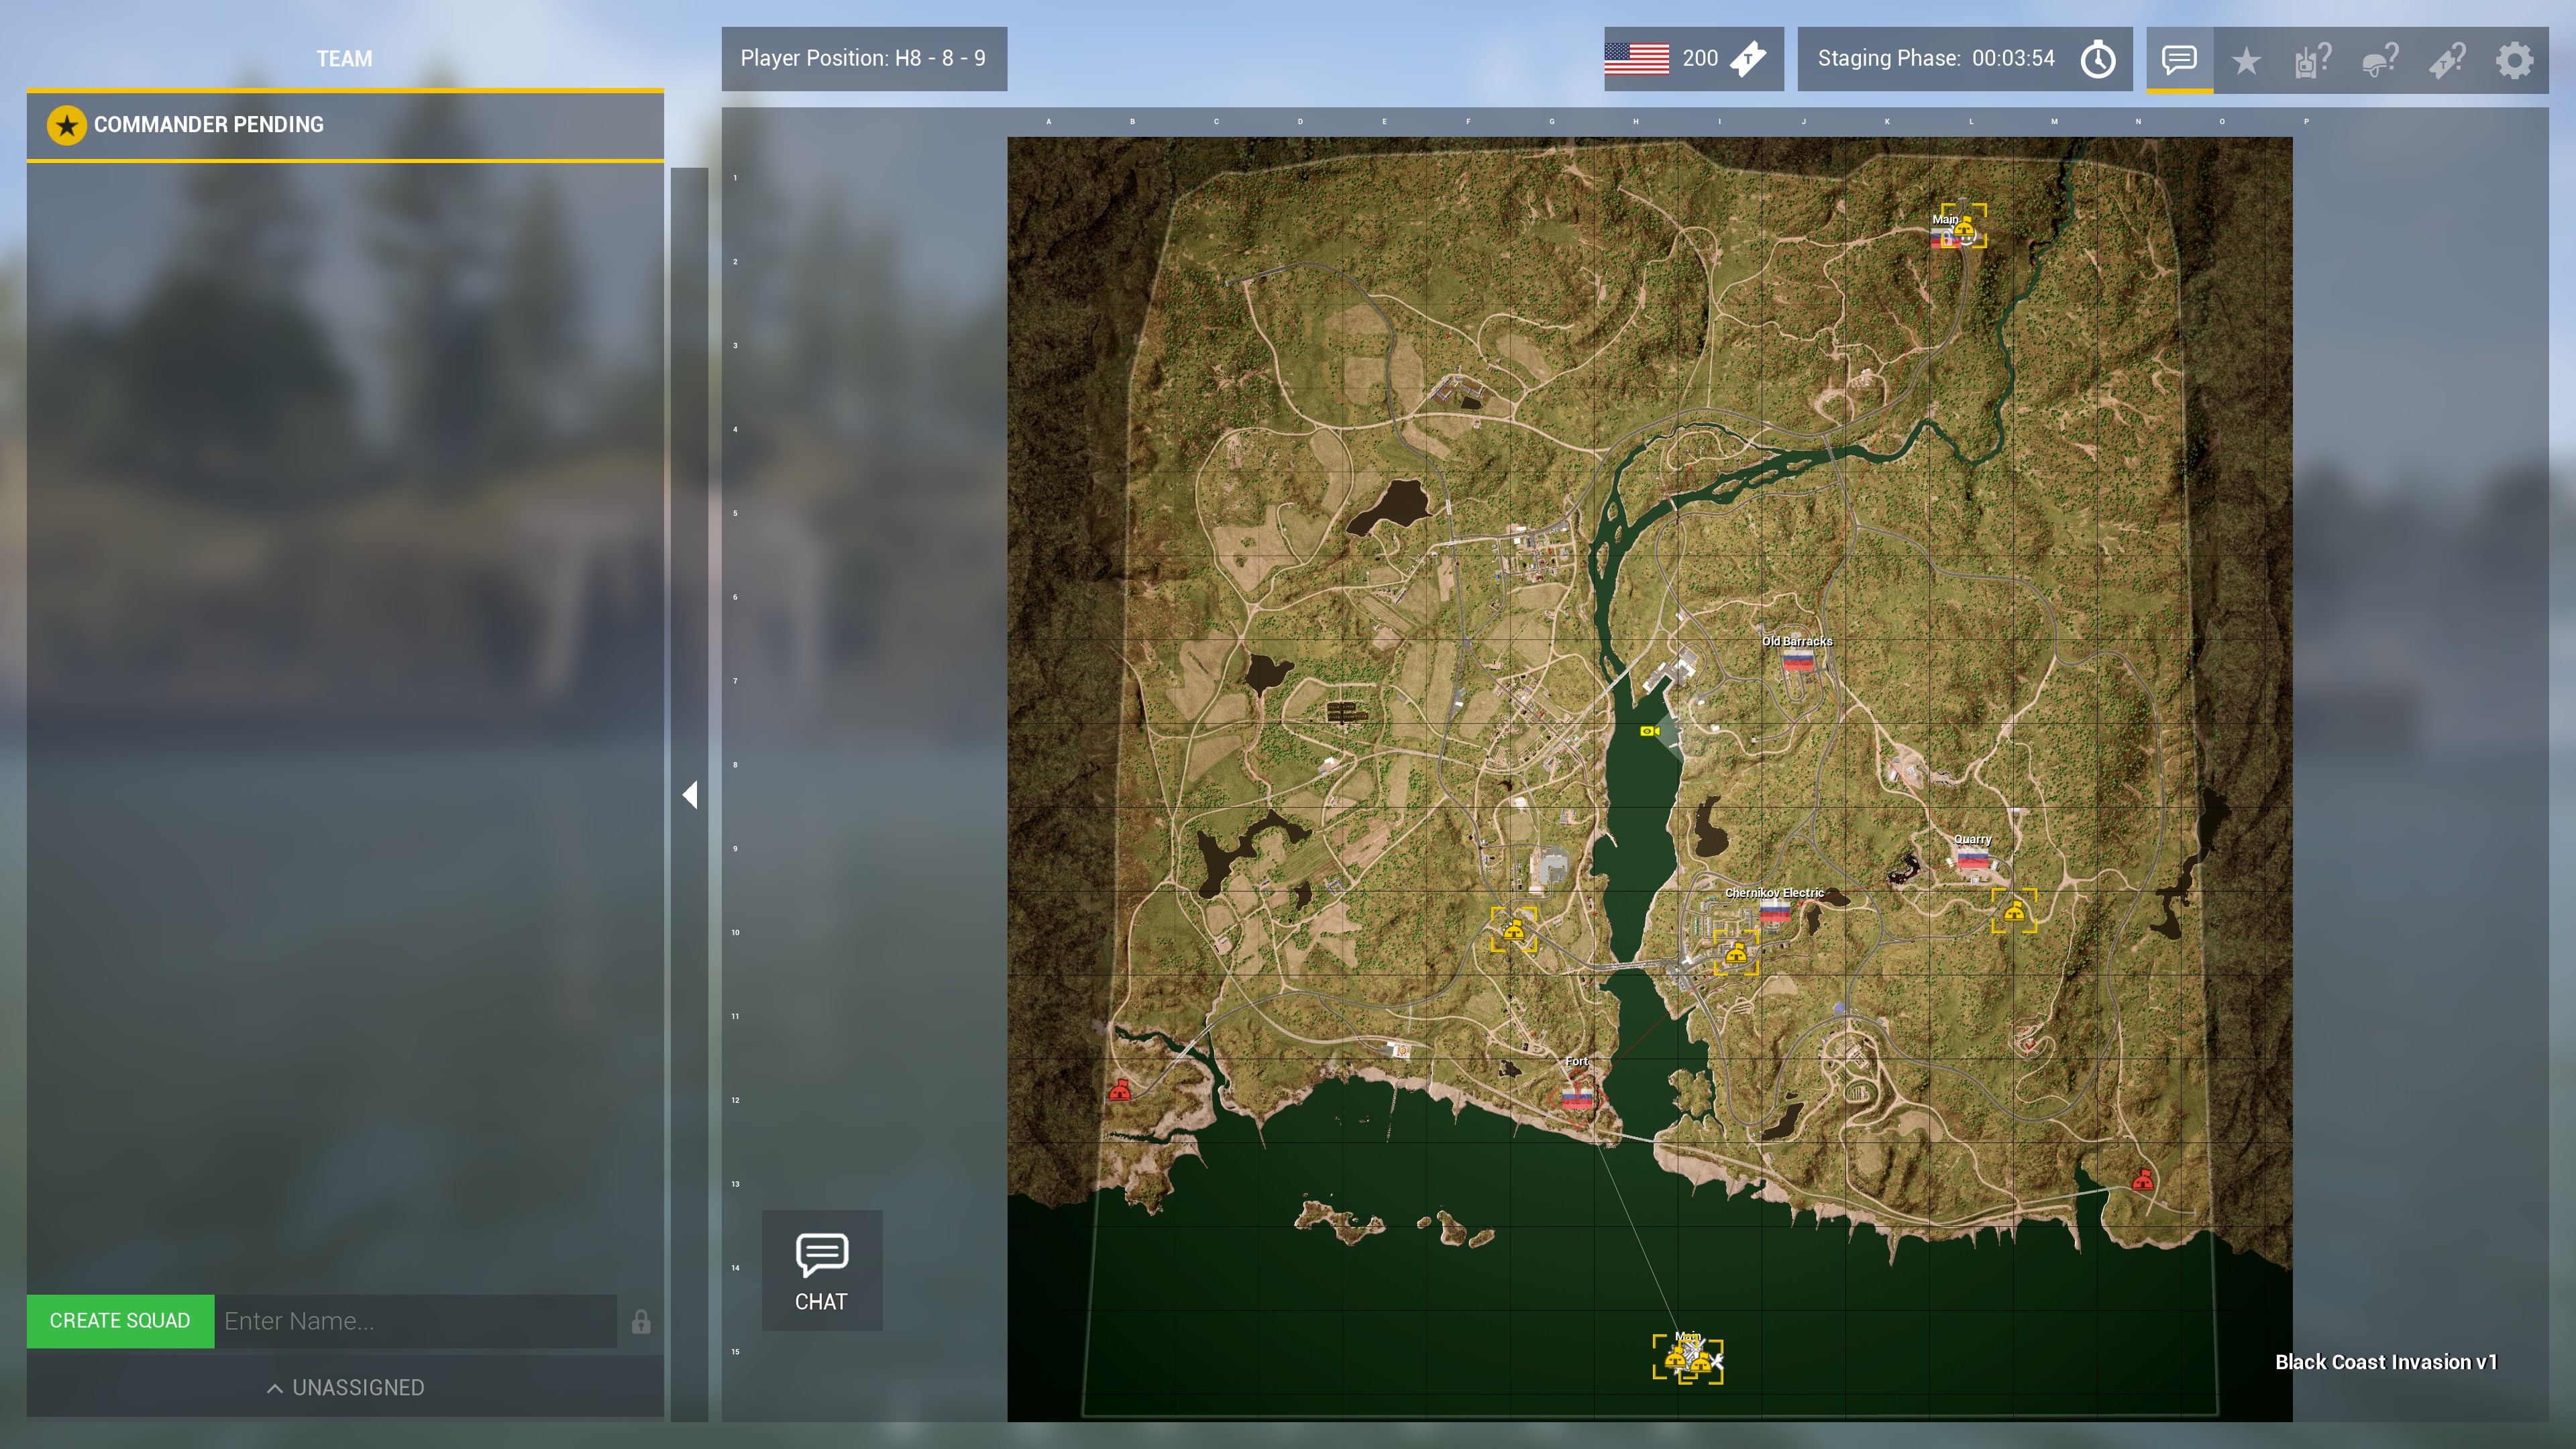 TEAM
Player Position: H8 - 8 - 9
200
Staging Phase: 00:03:54
COMMANDER PENDING
A B C D E F G H I J K L M N O P
1
2
3
4
5
6
7
8
9
10
11
12
13
14
15
Main
Old Barracks
Quarry
Chernikov Electric
Fort
Main
CHAT
CREATE SQUAD
Enter Name...
UNASSIGNED
Black Coast Invasion v1